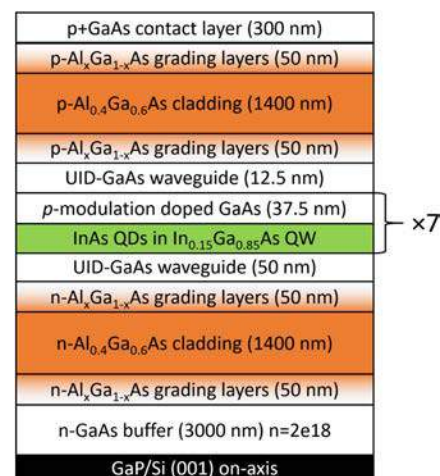 p+GaAs contact layer (300 nm)
p-AlₓGa₁₋ₓAs grading layers (50 nm)
p-Al₀.₄Ga₀.₆As cladding (1400 nm)
p-AlₓGa₁₋ₓAs grading layers (50 nm)
UID-GaAs waveguide (12.5 nm)
p-modulation doped GaAs (37.5 nm)
×7
InAs QDs in In₀.₁₅Ga₀.₈₅As QW
UID-GaAs waveguide (50 nm)
n-AlₓGa₁₋ₓAs grading layers (50 nm)
n-Al₀.₄Ga₀.₆As cladding (1400 nm)
n-AlₓGa₁₋ₓAs grading layers (50 nm)
n-GaAs buffer (3000 nm) n=2e18
GaP/Si (001) on-axis